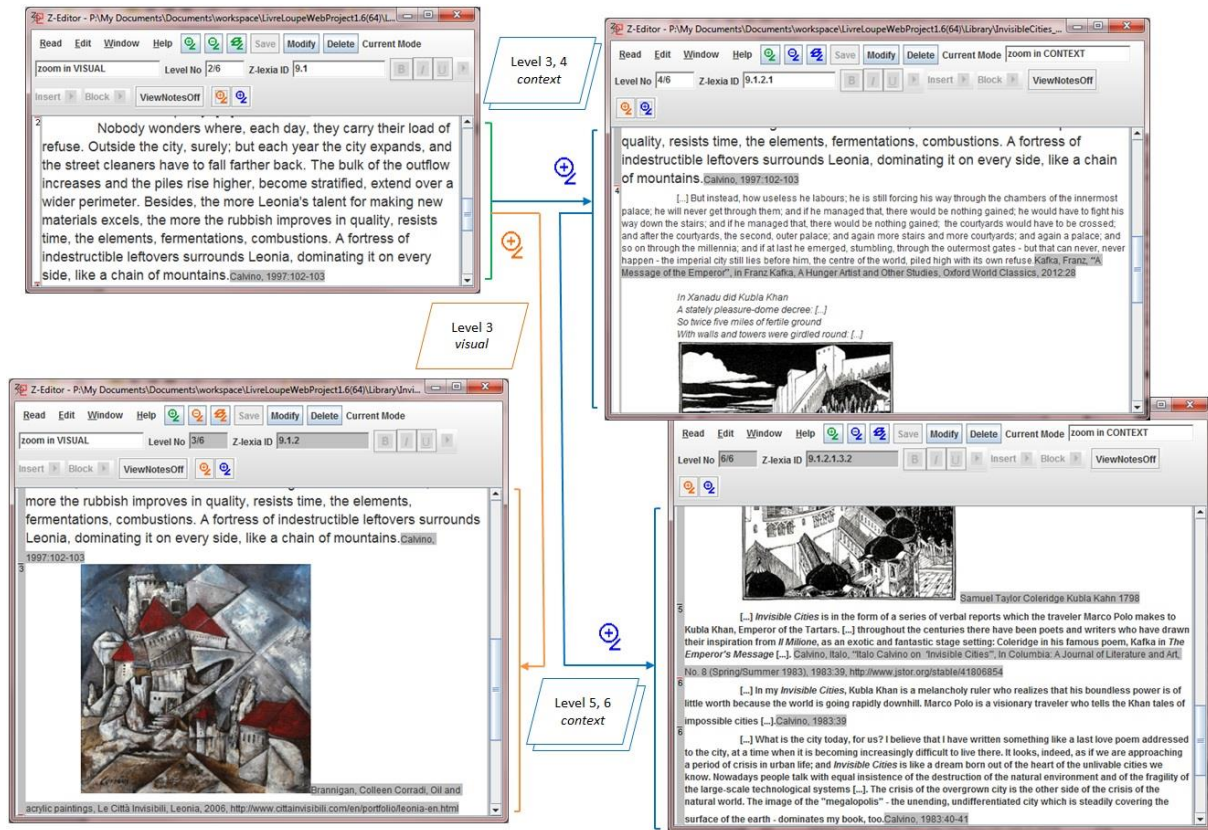 Z-Editor - P:\My Documents\Documents\workspace\LivreLoupeWebProject1.6(64)\L...
Read Edit Window Help Save Modify Delete Current Mode
zoom in VISUAL Level No 2/6 Z-lexia ID 9.1 B I U
Insert Block ViewNotesOff
2
Nobody wonders where, each day, they carry their load of
refuse. Outside the city, surely; but each year the city expands, and
the street cleaners have to fall farther back. The bulk of the outflow
increases and the piles rise higher, become stratified, extend over a
wider perimeter. Besides, the more Leonia's talent for making new
materials excels, the more the rubbish improves in quality, resists
time, the elements, fermentations, combustions. A fortress of
indestructible leftovers surrounds Leonia, dominating it on every
side, like a chain of mountains.Calvino, 1997:102-103
Level 3, 4
context
Z-Editor - P:\My Documents\Documents\workspace\LivreLoupeWebProject1.6(64)\Library\InvisibleCities_...
Read Edit Window Help Save Modify Delete Current Mode zoom in CONTEXT
Level No 4/6 Z-lexia ID 9.1.2.1 B I U Insert Block ViewNotesOff
quality, resists time, the elements, fermentations, combustions. A fortress of
indestructible leftovers surrounds Leonia, dominating it on every side, like a chain
of mountains.Calvino, 1997:102-103
4
[...] But instead, how useless he labours; he is still forcing his way through the chambers of the innermost
palace; he will never get through them; and if he managed that, there would be nothing gained; he would have to fight his
way down the stairs; and if he managed that, there would be nothing gained; the courtyards would have to be crossed;
and after the courtyards, the second, outer palace; and again more stairs and more courtyards; and again a palace; and
so on through the millennia; and if at last he emerged, stumbling, through the outermost gates - but that can never, never
happen - the imperial city still lies before him, the centre of the world, piled high with its own refuse.Kafka, Franz, "A
Message of the Emperor", in Franz Kafka, A Hunger Artist and Other Studies, Oxford World Classics, 2012:28
In Xanadu did Kubla Khan
A stately pleasure-dome decree: [...]
So twice five miles of fertile ground
With walls and towers were girdled round: [...]
Level 3
visual
Z-Editor - P:\My Documents\Documents\workspace\LivreLoupeWebProject1.6(64)\Library\Invi...
Read Edit Window Help Save Modify Delete Current Mode
zoom in VISUAL Level No 3/6 Z-lexia ID 9.1.2 B I U
Insert Block ViewNotesOff
more the rubbish improves in quality, resists time, the elements,
fermentations, combustions. A fortress of indestructible leftovers surrounds
Leonia, dominating it on every side, like a chain of mountains.Calvino,
1997:102-103
3
Brannigan, Colleen Corradi, Oil and
acrylic paintings, Le Città Invisibili, Leonia, 2006, http://www.cittainvisibili.com/en/portfolio/leonia-en.html
Level 5, 6
context
Read Edit Window Help Save Modify Delete Current Mode zoom in CONTEXT
Level No 6/6 Z-lexia ID 9.1.2.1.3.2 B I U Insert Block ViewNotesOff
Samuel Taylor Coleridge Kubla Kahn 1798
5
[...] Invisible Cities is in the form of a series of verbal reports which the traveler Marco Polo makes to
Kubla Khan, Emperor of the Tartars. [...] throughout the centuries there have been poets and writers who have drawn
their inspiration from Il Milione, as an exotic and fantastic stage setting: Coleridge in his famous poem, Kafka in The
Emperor's Message [...]. Calvino, Italo, "Italo Calvino on 'Invisible Cities'", In Columbia: A Journal of Literature and Art,
No. 8 (Spring/Summer 1983), 1983:39, http://www.jstor.org/stable/41806854
6
[...] In my Invisible Cities, Kubla Khan is a melancholy ruler who realizes that his boundless power is of
little worth because the world is going rapidly downhill. Marco Polo is a visionary traveler who tells the Khan tales of
impossible cities [...].Calvino, 1983:39
6
[...] What is the city today, for us? I believe that I have written something like a last love poem addressed
to the city, at a time when it is becoming increasingly difficult to live there. It looks, indeed, as if we are approaching
a period of crisis in urban life; and Invisible Cities is like a dream born out of the heart of the unlivable cities we
know. Nowadays people talk with equal insistence of the destruction of the natural environment and of the fragility of
the large-scale technological systems [...]. The crisis of the overgrown city is the other side of the crisis of the
natural world. The image of the "megalopolis" - the unending, undifferentiated city which is steadily covering the
surface of the earth - dominates my book, too.Calvino, 1983:40-41